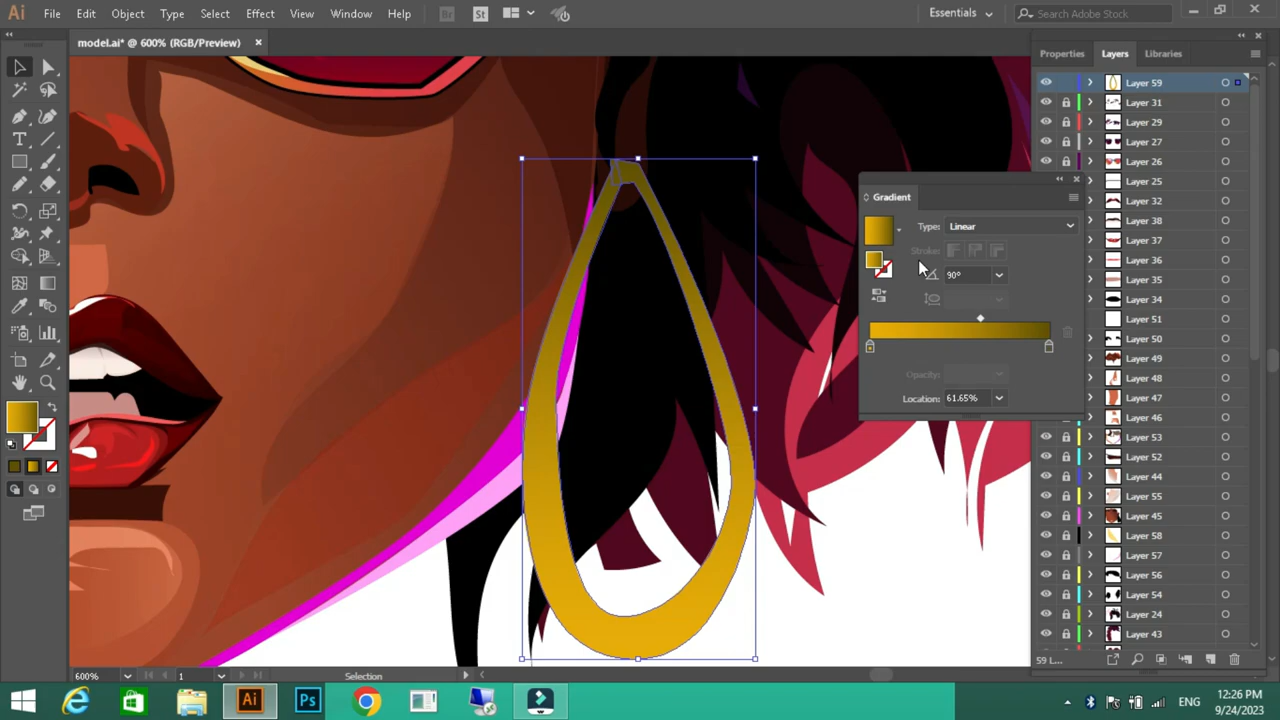 Ai File Edit Object Type Select Effect View Window Help Br St Essentials Search Adobe Stock
model.ai* @ 600% (RGB/Preview)
Properties Layers Libraries
Layer 59
Layer 31
Layer 29
Layer 27
Layer 26
Layer 25
Layer 32
Layer 38
Layer 37
Layer 36
Layer 35
Layer 34
Layer 51
Layer 50
Layer 49
Layer 48
Layer 47
Layer 46
Layer 53
Layer 52
Layer 44
Layer 55
Layer 45
Layer 58
Layer 57
Layer 56
Layer 54
Layer 24
Layer 43
59 L...
Gradient
Type: Linear
Stroke:
90°
Opacity:
Location: 61.65%
600% 1 Selection
Ai Ps ENG 12:26 PM
9/24/2023